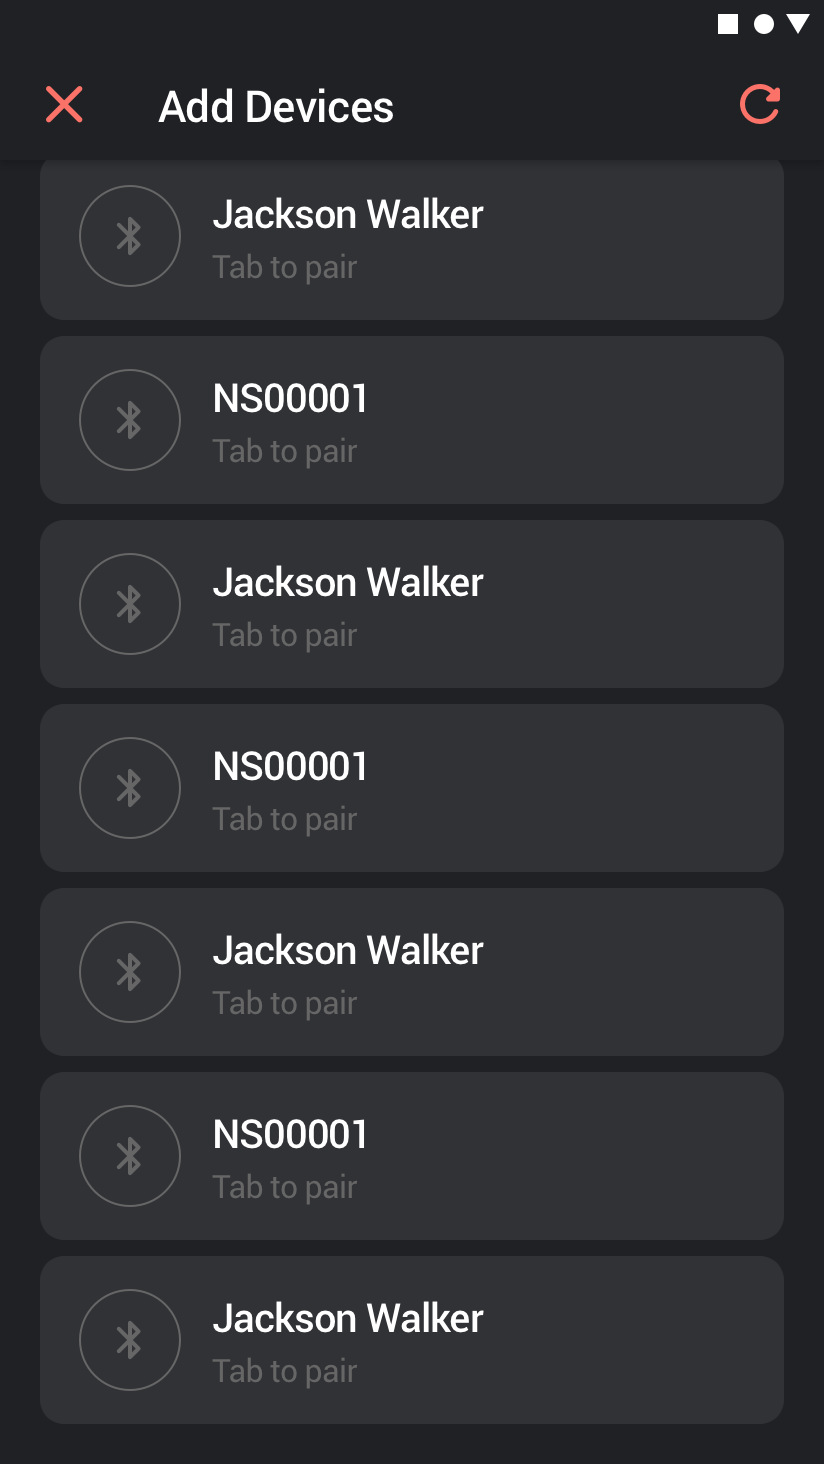 Add Devices
Jackson Walker
Tab to pair
NS00001
Tab to pair
Jackson Walker
Tab to pair
NS00001
Tab to pair
Jackson Walker
Tab to pair
NS00001
Tab to pair
Jackson Walker
Tab to pair